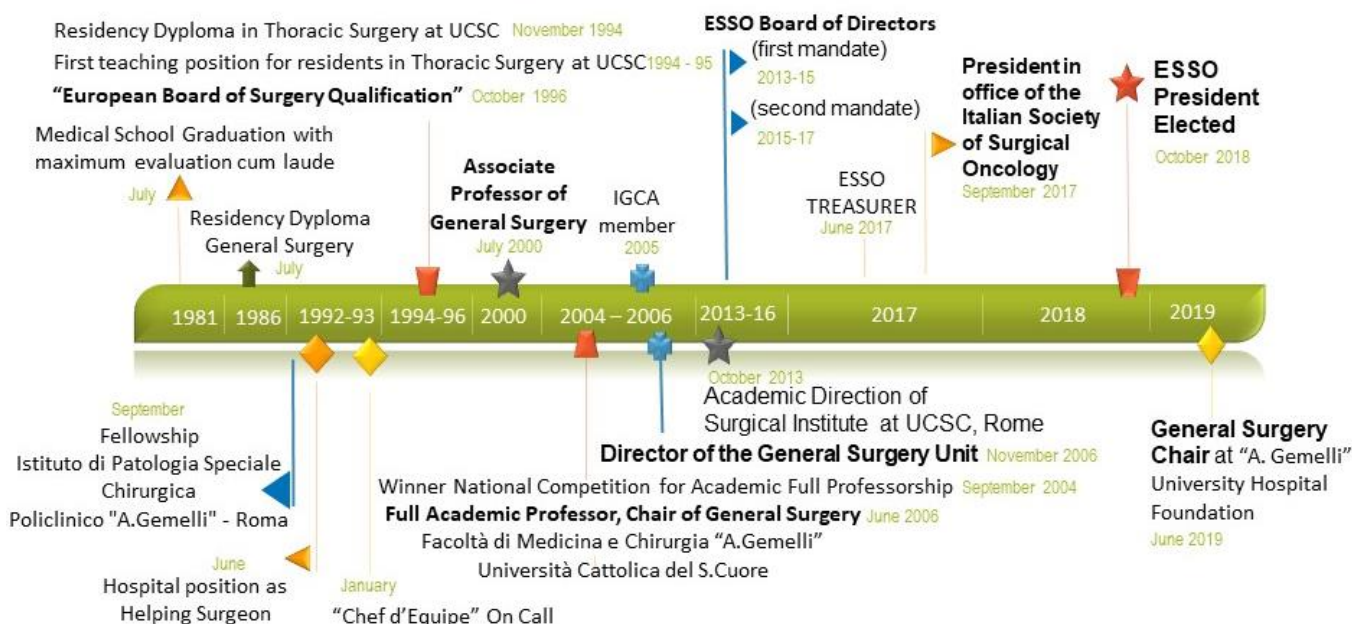 Residency Dyploma in Thoracic Surgery at UCSC November 1994
First teaching position for residents in Thoracic Surgery at UCSC 1994 - 95
“European Board of Surgery Qualification” October 1996
Medical School Graduation with
maximum evaluation cum laude
July
Residency Dyploma
General Surgery
July
Associate
Professor of
General Surgery
July 2000
IGCA
member
2005
ESSO Board of Directors
(first mandate)
2013-15
(second mandate)
2015-17
ESSO
TREASURER
June 2017
President in
office of the
Italian Society
of Surgical
Oncology
September 2017
ESSO
President
Elected
October 2018
1981 1986 1992-93 1994-96 2000 2004 – 2006 2013-16 2017 2018 2019
September
Fellowship
Istituto di Patologia Speciale
Chirurgica
Policlinico "A.Gemelli" - Roma
June
Hospital position as
Helping Surgeon
January
“Chef d’Equipe” On Call
October 2013
Academic Direction of
Surgical Institute at UCSC, Rome
Director of the General Surgery Unit November 2006
Winner National Competition for Academic Full Professorship September 2004
Full Academic Professor, Chair of General Surgery June 2006
Facoltà di Medicina e Chirurgia “A.Gemelli”
Università Cattolica del S.Cuore
General Surgery
Chair at “A. Gemelli”
University Hospital
Foundation
June 2019